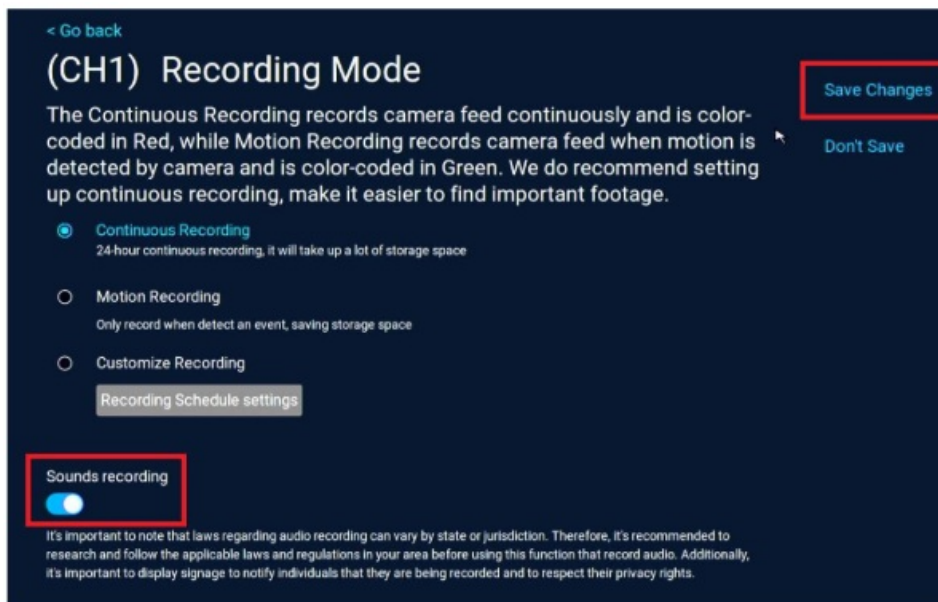 < Go back
(CH1) Recording Mode
Save Changes
The Continuous Recording records camera feed continuously and is color-
coded in Red, while Motion Recording records camera feed when motion is
detected by camera and is color-coded in Green. We do recommend setting
up continuous recording, make it easier to find important footage.
Don't Save
Continuous Recording
24-hour continuous recording, it will take up a lot of storage space
Motion Recording
Only record when detect an event, saving storage space
Customize Recording
Recording Schedule settings
Sounds recording
It's important to note that laws regarding audio recording can vary by state or jurisdiction. Therefore, it's recommended to
research and follow the applicable laws and regulations in your area before using this function that record audio. Additionally,
it's important to display signage to notify individuals that they are being recorded and to respect their privacy rights.